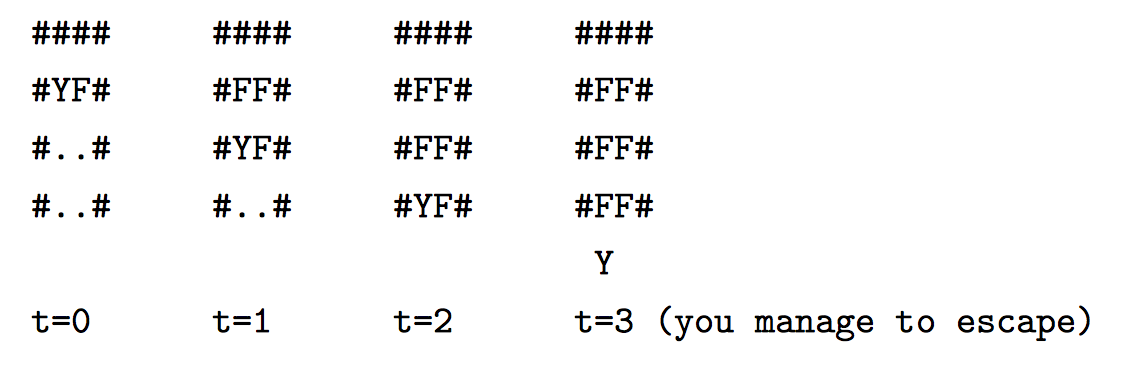 #### #### #### ####
#YF# #FF# #FF# #FF#
#..# #YF# #FF# #FF#
#..# #..# #YF# #FF#
Y
t=0 t=1 t=2 t=3 (you manage to escape)